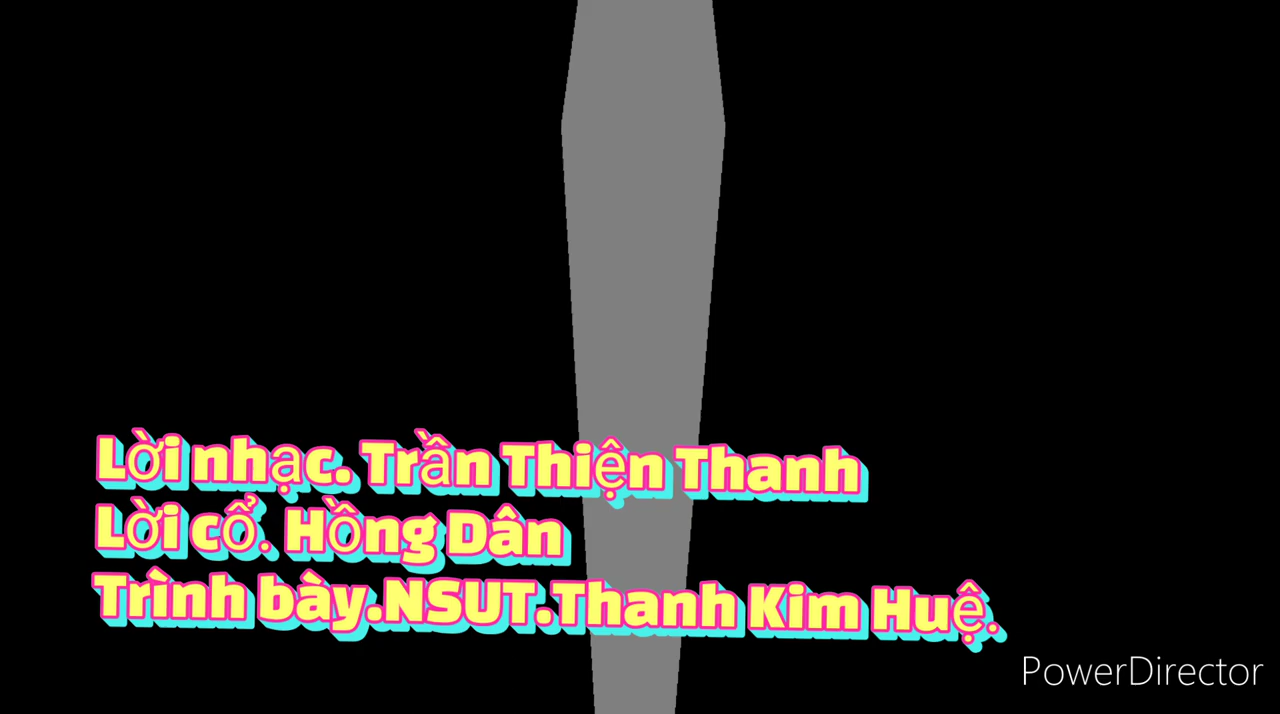 Lời nhạc. Trần Thiện Thanh
Lời cổ. Hồng Dân
Trình bày.NSUT.Thanh Kim Huệ.
PowerDirector